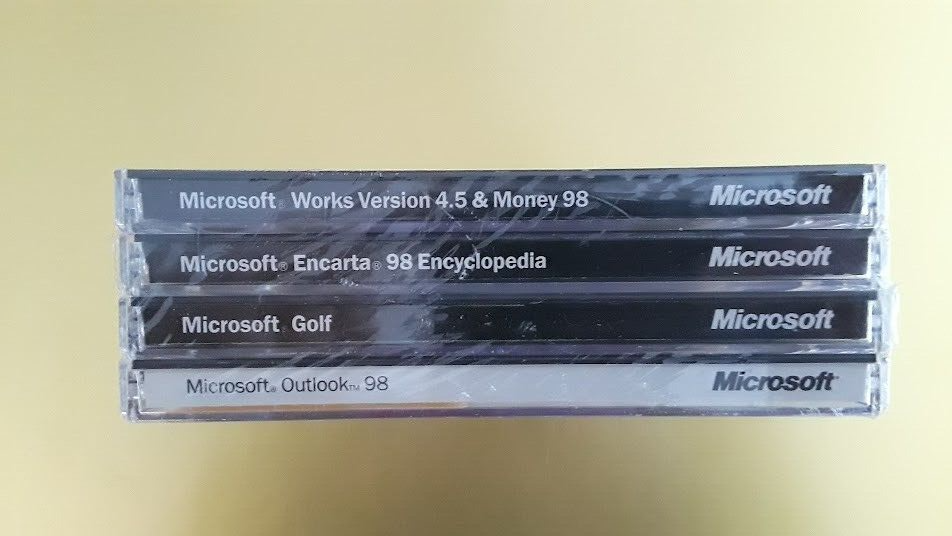 Microsoft® Works Version 4.5 & Money 98 Microsoft
Microsoft® Encarta® 98 Encyclopedia Microsoft
Microsoft® Golf Microsoft
Microsoft® Outlook™ 98 Microsoft